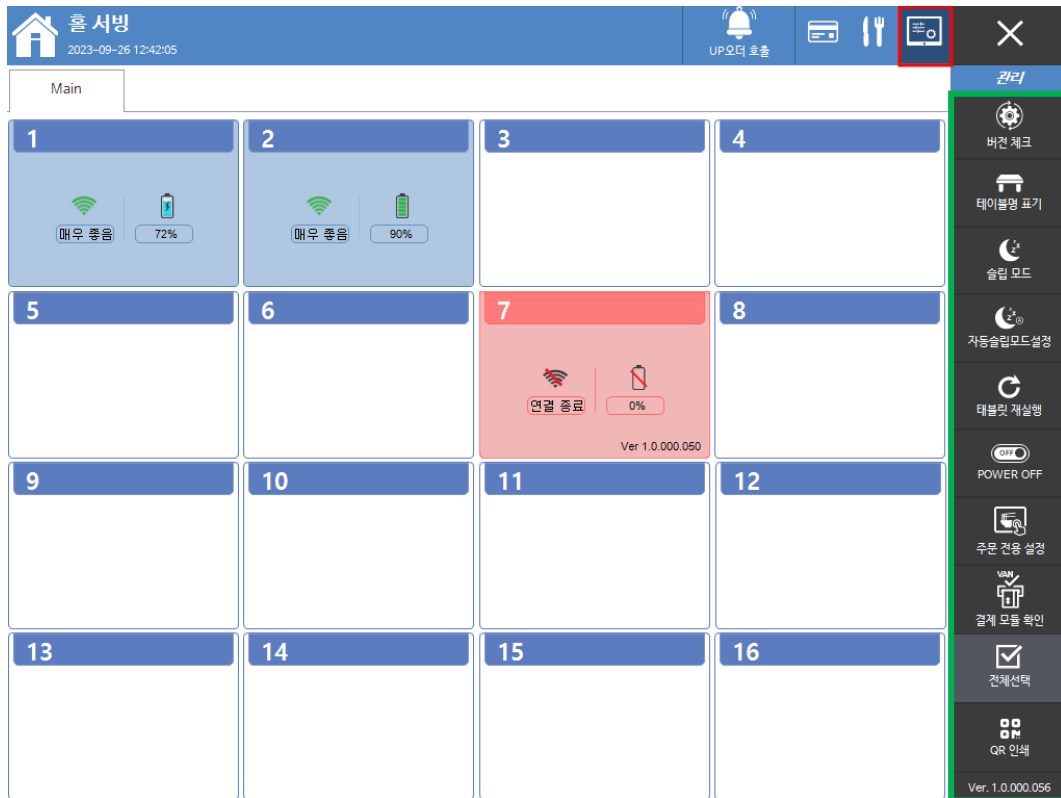 홀 서빙
2023-09-26 12:42:05
UP오더 호출
관리
Main
1
2
3
4
매우 좋음
72%
매우 좋음
90%
5
6
7
8
연결 종료
0%
Ver 1.0.000.050
9
10
11
12
13
14
15
16
버전 체크
테이블명 표기
슬립 모드
자동슬립모드설정
태블릿 재실행
OFF
POWER OFF
주문 전용 설정
VAN
결제 모듈 확인
전체선택
QR 인쇄
Ver. 1.0.000.056